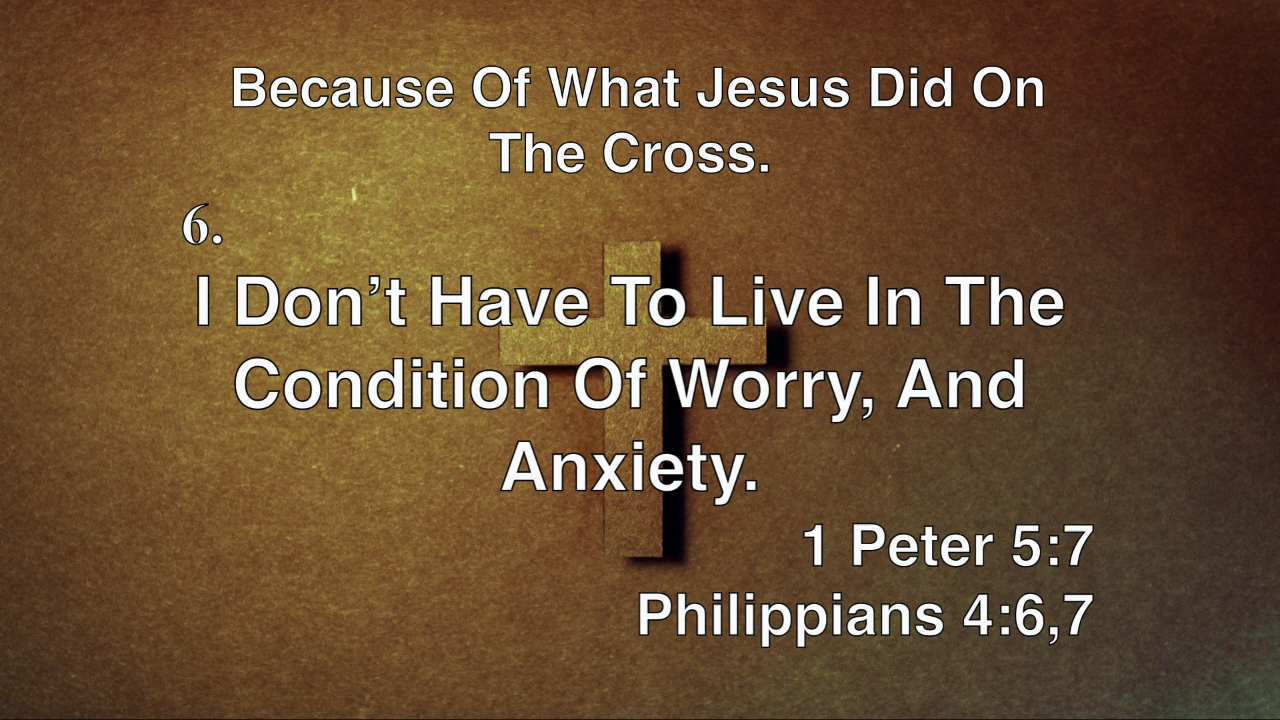 Because Of What Jesus Did On
The Cross.
6.
I Don’t Have To Live In The
Condition Of Worry, And
Anxiety.
1 Peter 5:7
Philippians 4:6,7